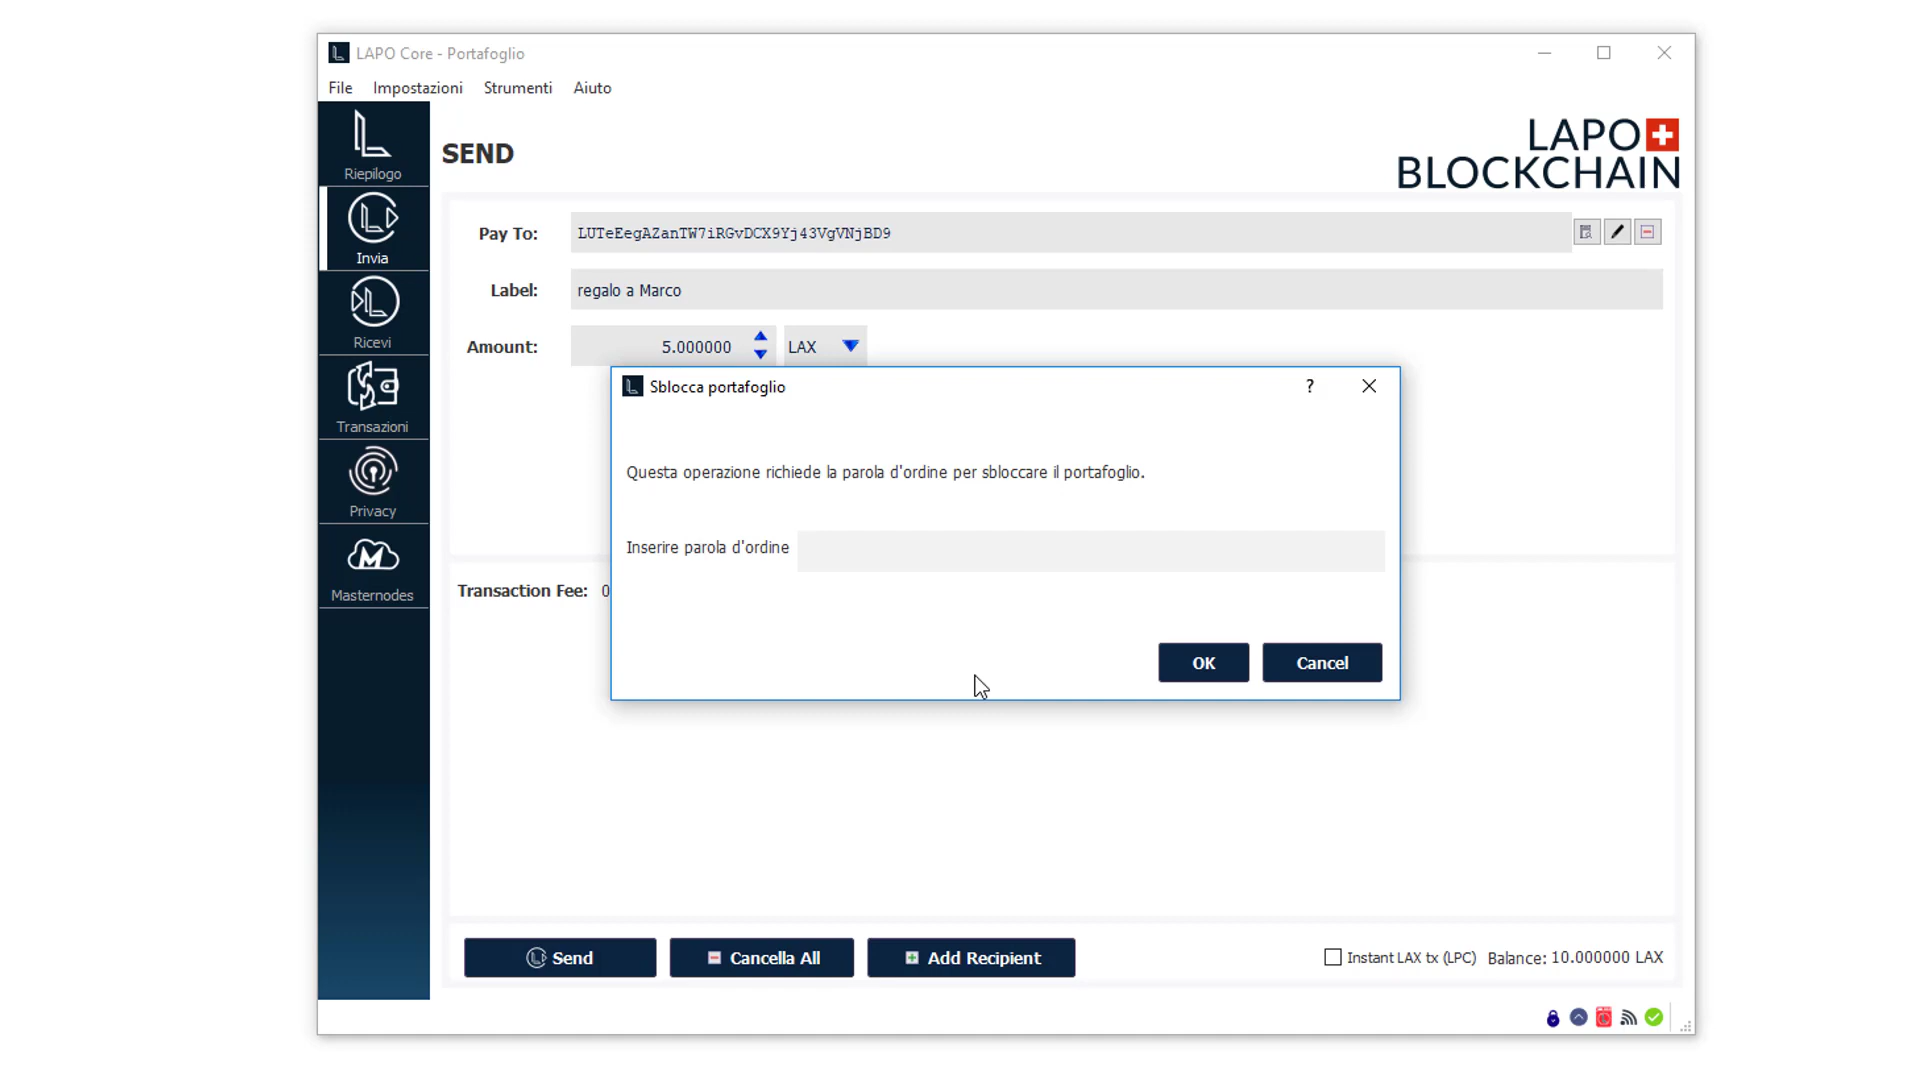 LAPO Core - Portafoglio
File Impostazioni Strumenti Aiuto
Riepilogo
Invia
Ricevi
Transazioni
Privacy
Masternodes
SEND
LAPO
BLOCKCHAIN
Pay To: LUTeEegAZanTW7iRGvDCX9Yj43VgVNjBD9
Label: regalo a Marco
Amount: 5.000000 LAX
Sblocca portafoglio
?
Questa operazione richiede la parola d'ordine per sbloccare il portafoglio.
Inserire parola d'ordine
OK Cancel
Transaction Fee: 0
Send Cancella All Add Recipient Instant LAX tx (LPC) Balance: 10.000000 LAX